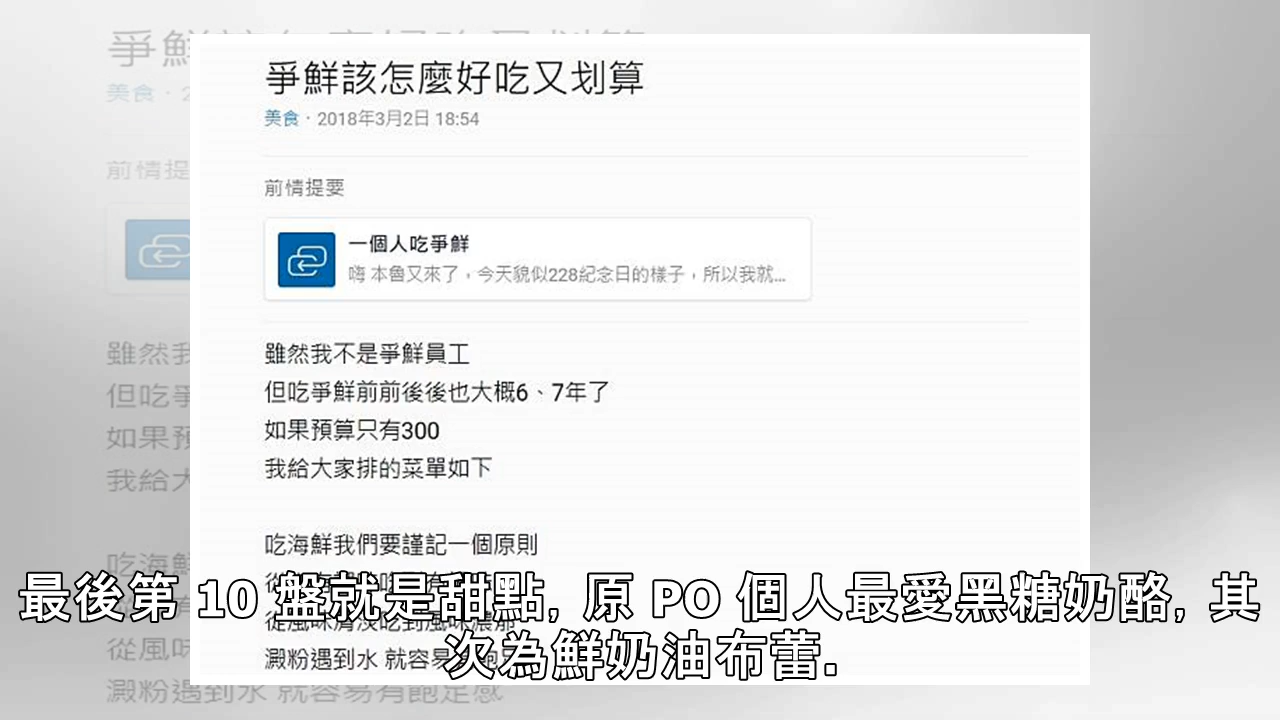 爭鮮該怎麼好吃又划算
美食 · 2018年3月2日 18:54
前情提要
一個人吃爭鮮
嗨 本魯又來了，今天貌似228紀念日的樣子，所以我就...
雖然我不是爭鮮員工
但吃爭鮮前前後後也大概6、7年了
如果預算只有300
我給大家排的菜單如下
吃海鮮我們要謹記一個原則
從風味清淡吃到風味濃郁
澱粉遇到水 就容易有飽足感
最後第 10 盤就是甜點, 原 PO 個人最愛黑糖奶酪, 其
次為鮮奶油布蕾.